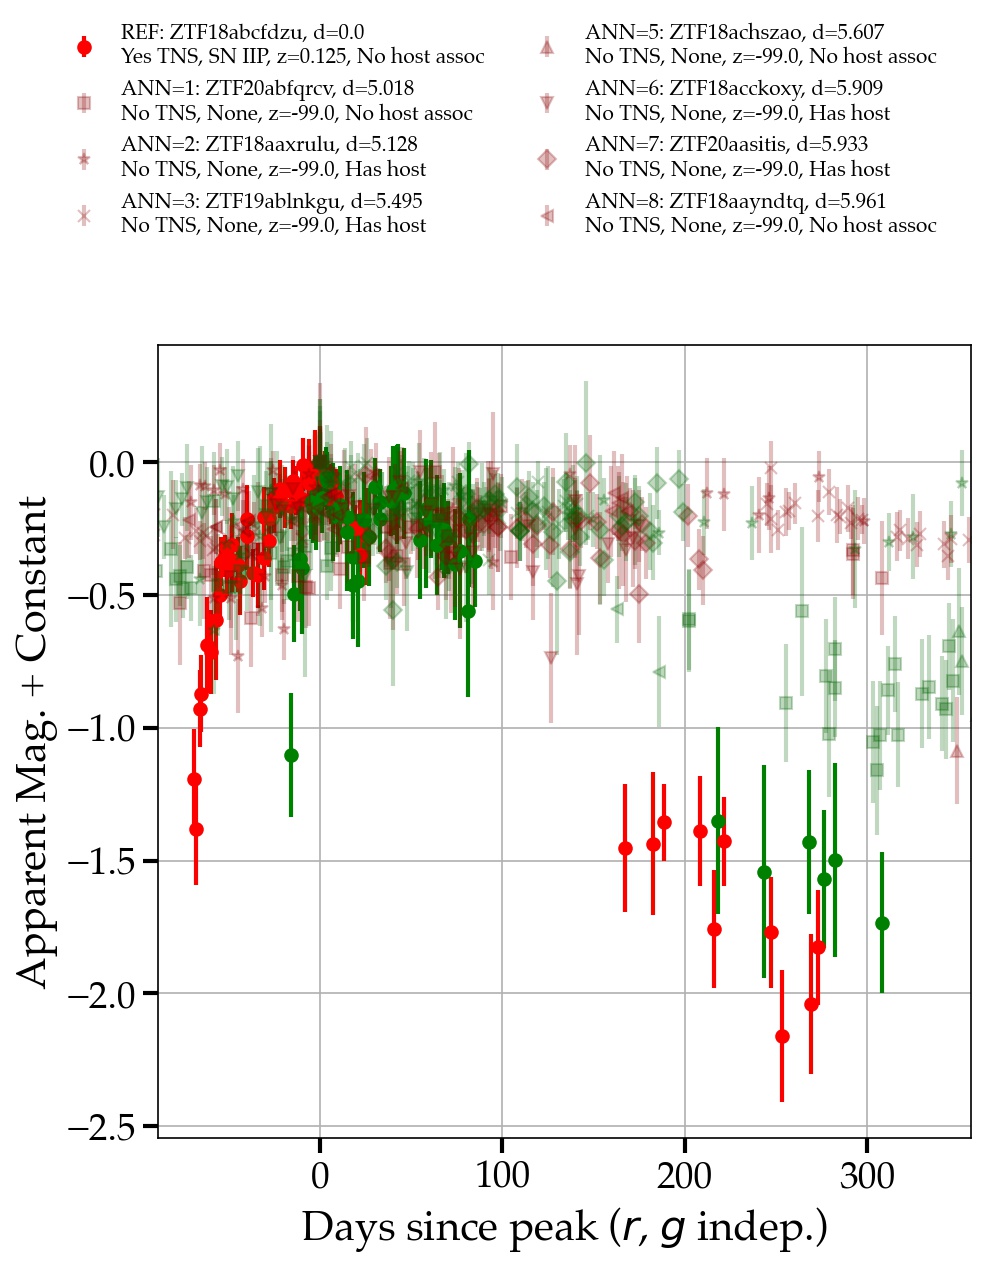 REF: ZTF18abcfdzu, d=0.0
Yes TNS, SN IIP, z=0.125, No host assoc
ANN=1: ZTF20abfqrcv, d=5.018
No TNS, None, z=-99.0, No host assoc
ANN=2: ZTF18aaxrulu, d=5.128
No TNS, None, z=-99.0, Has host
ANN=3: ZTF19ablnkgu, d=5.495
No TNS, None, z=-99.0, Has host
ANN=5: ZTF18achszao, d=5.607
No TNS, None, z=-99.0, No host assoc
ANN=6: ZTF18acckoxy, d=5.909
No TNS, None, z=-99.0, Has host
ANN=7: ZTF20aasitis, d=5.933
No TNS, None, z=-99.0, Has host
ANN=8: ZTF18aayndtq, d=5.961
No TNS, None, z=-99.0, No host assoc
Apparent Mag. + Constant
0.0
−0.5
−1.0
−1.5
−2.0
−2.5
0 100 200 300
Days since peak (r, g indep.)